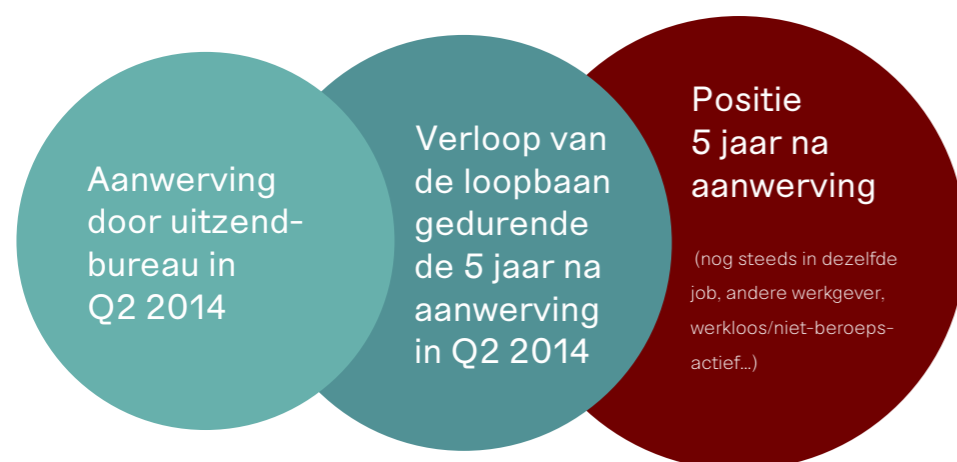 Aanwerving
door uitzend-
bureau in
Q2 2014
Verloop van
de loopbaan
gedurende
de 5 jaar na
aanwerving
in Q2 2014
Positie
5 jaar na
aanwerving
(nog steeds in dezelfde
job, andere werkgever,
werkloos/niet-beroeps-
actief...)